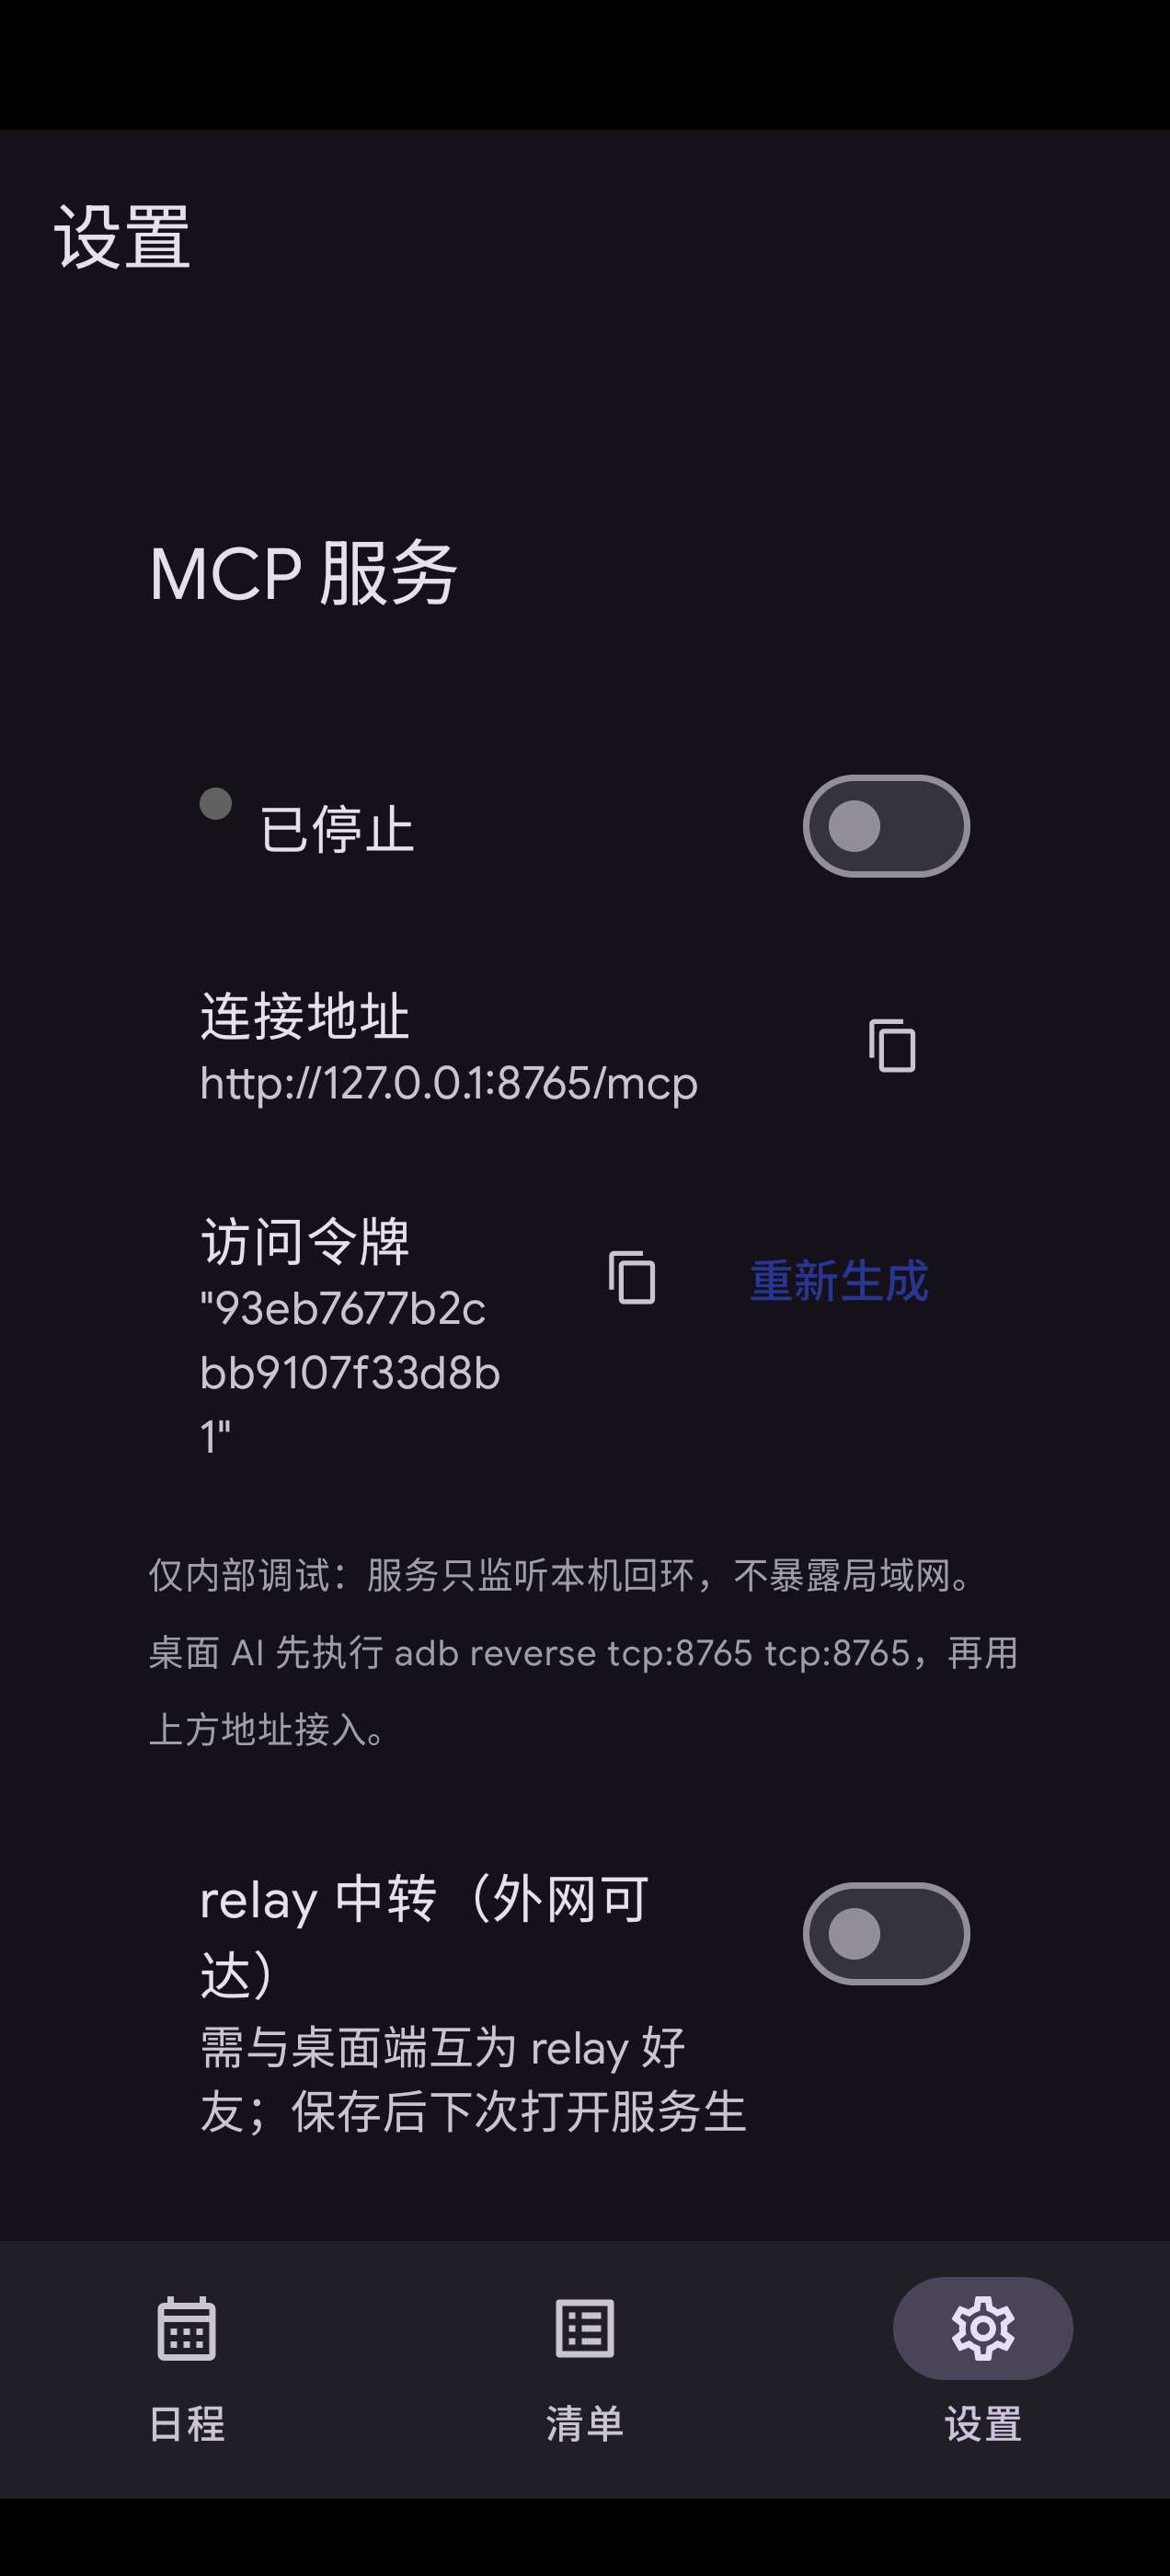 设置
MCP 服务
已停止
连接地址
http://127.0.0.1:8765/mcp
访问令牌
重新生成
"93eb7677b2c
bb9107f33d8b
1"
仅内部调试：服务只监听本机回环，不暴露局域网。
桌面 AI 先执行 adb reverse tcp:8765 tcp:8765，再用
上方地址接入。
relay 中转（外网可
达）
需与桌面端互为 relay 好
友；保存后下次打开服务生
日程
清单
设置